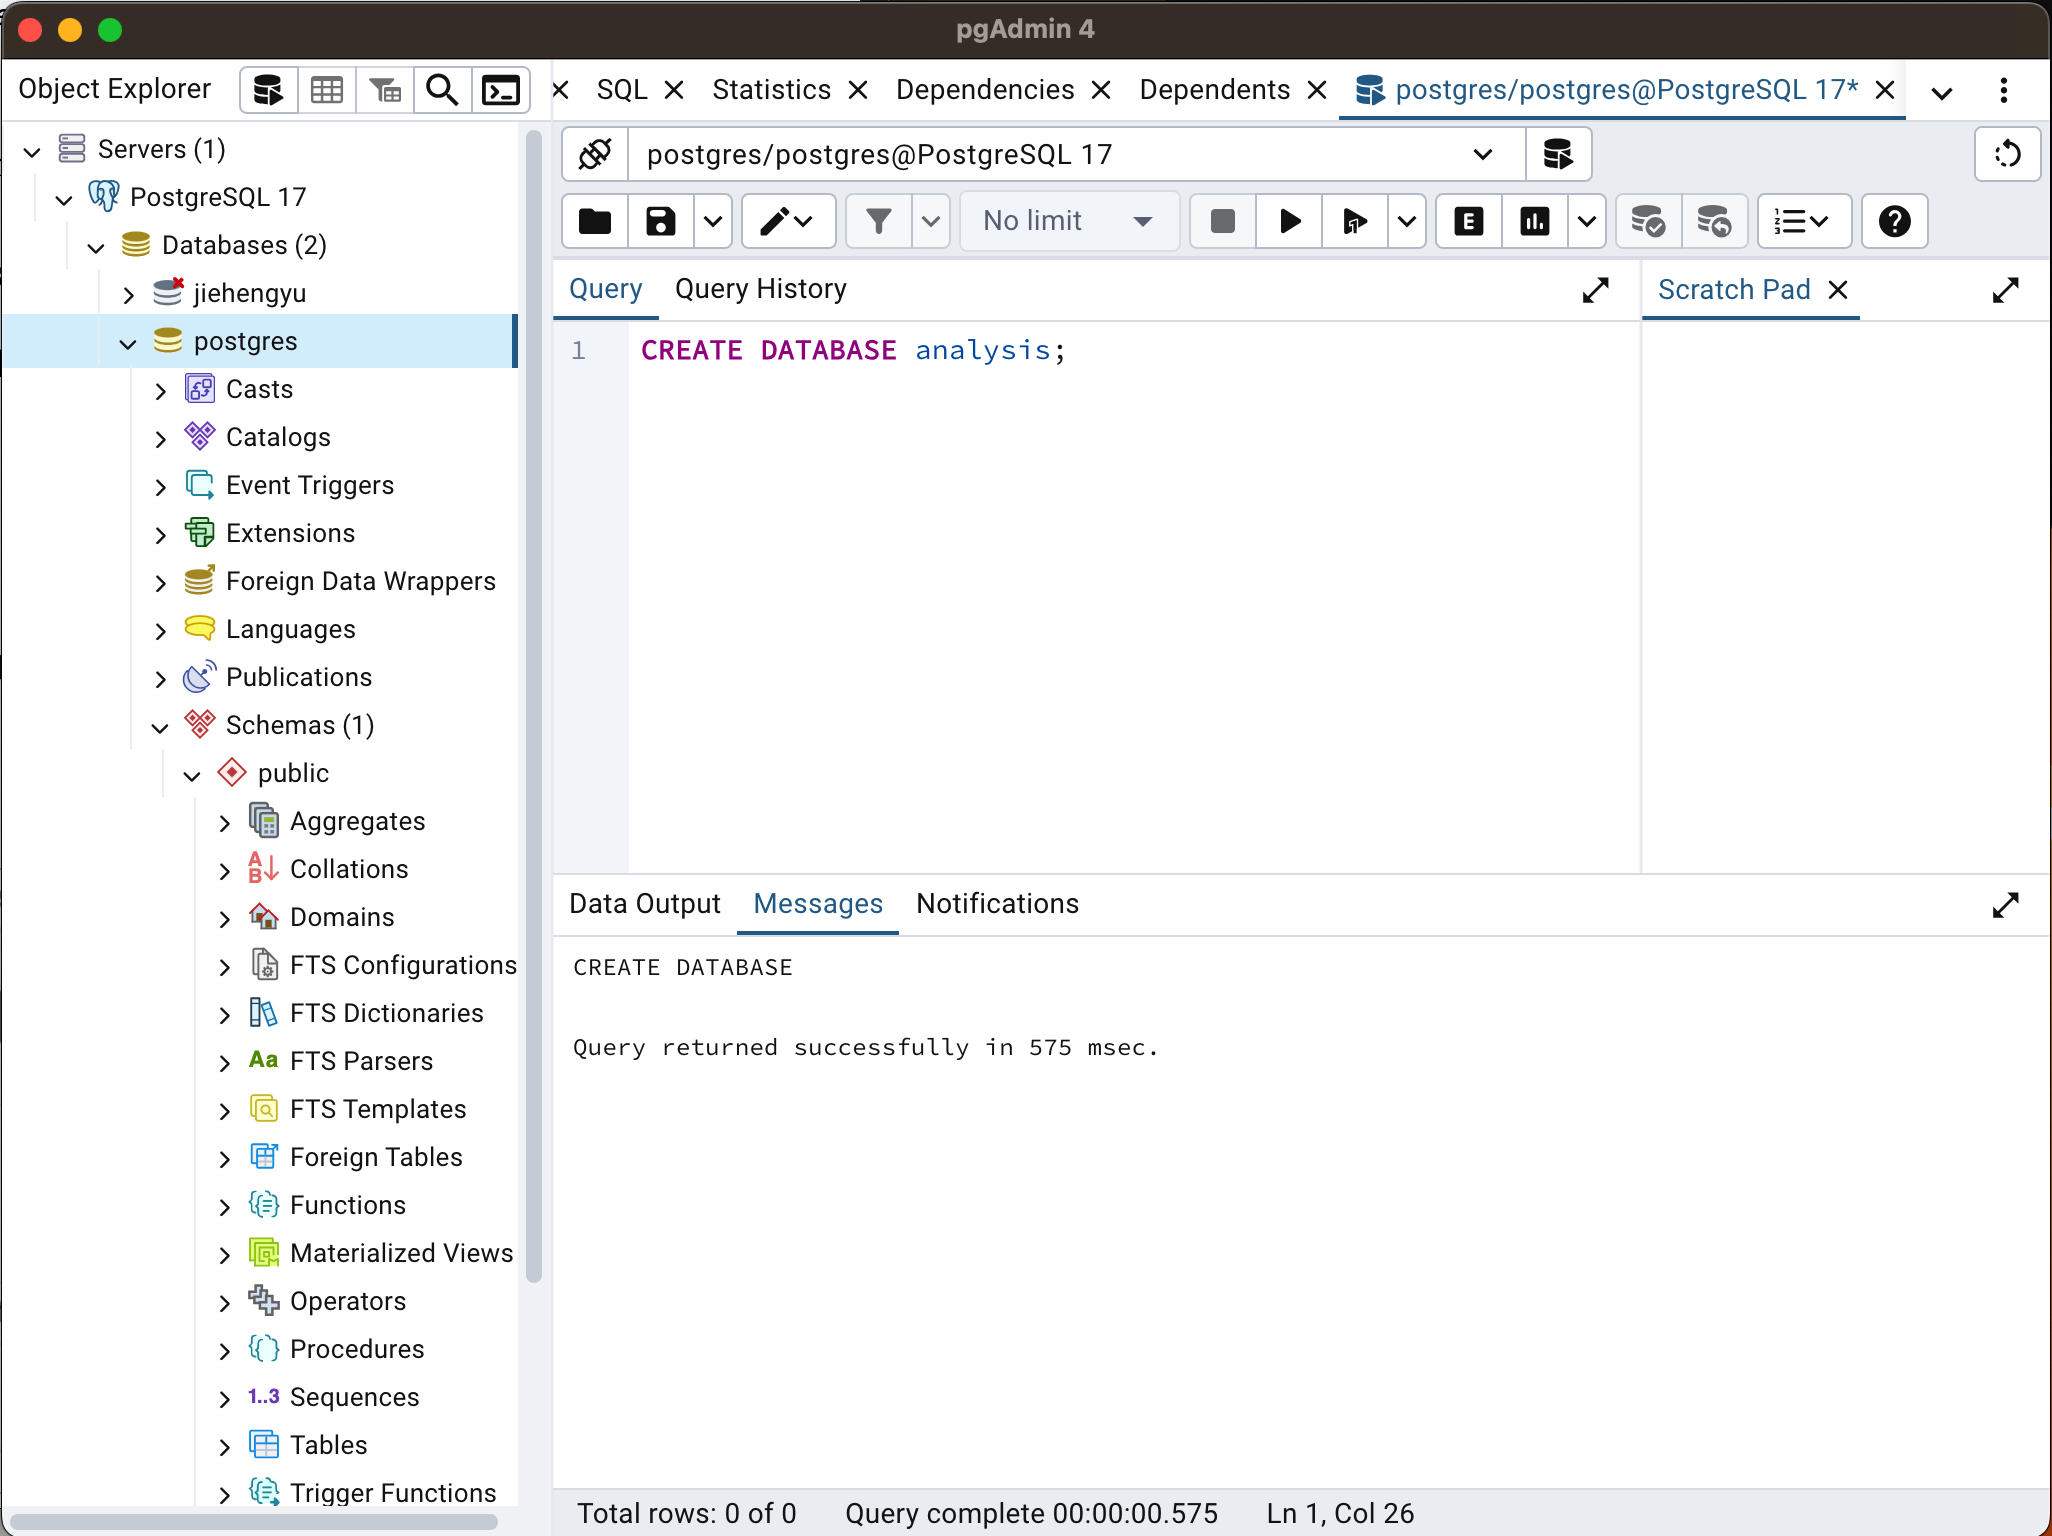 pgAdmin 4
Object Explorer
SQL
Statistics
Dependencies
Dependents
postgres/postgres@PostgreSQL 17*
Servers (1)
PostgreSQL 17
Databases (2)
jiehengyu
postgres
Casts
Catalogs
Event Triggers
Extensions
Foreign Data Wrappers
Languages
Publications
Schemas (1)
public
Aggregates
Collations
Domains
FTS Configurations
FTS Dictionaries
Aa FTS Parsers
FTS Templates
Foreign Tables
Functions
Materialized Views
Operators
Procedures
1..3 Sequences
Tables
Trigger Functions
postgres/postgres@PostgreSQL 17
No limit
E
Query
Query History
Scratch Pad
1 CREATE DATABASE analysis;
Data Output
Messages
Notifications
CREATE DATABASE
Query returned successfully in 575 msec.
Total rows: 0 of 0
Query complete 00:00:00.575
Ln 1, Col 26